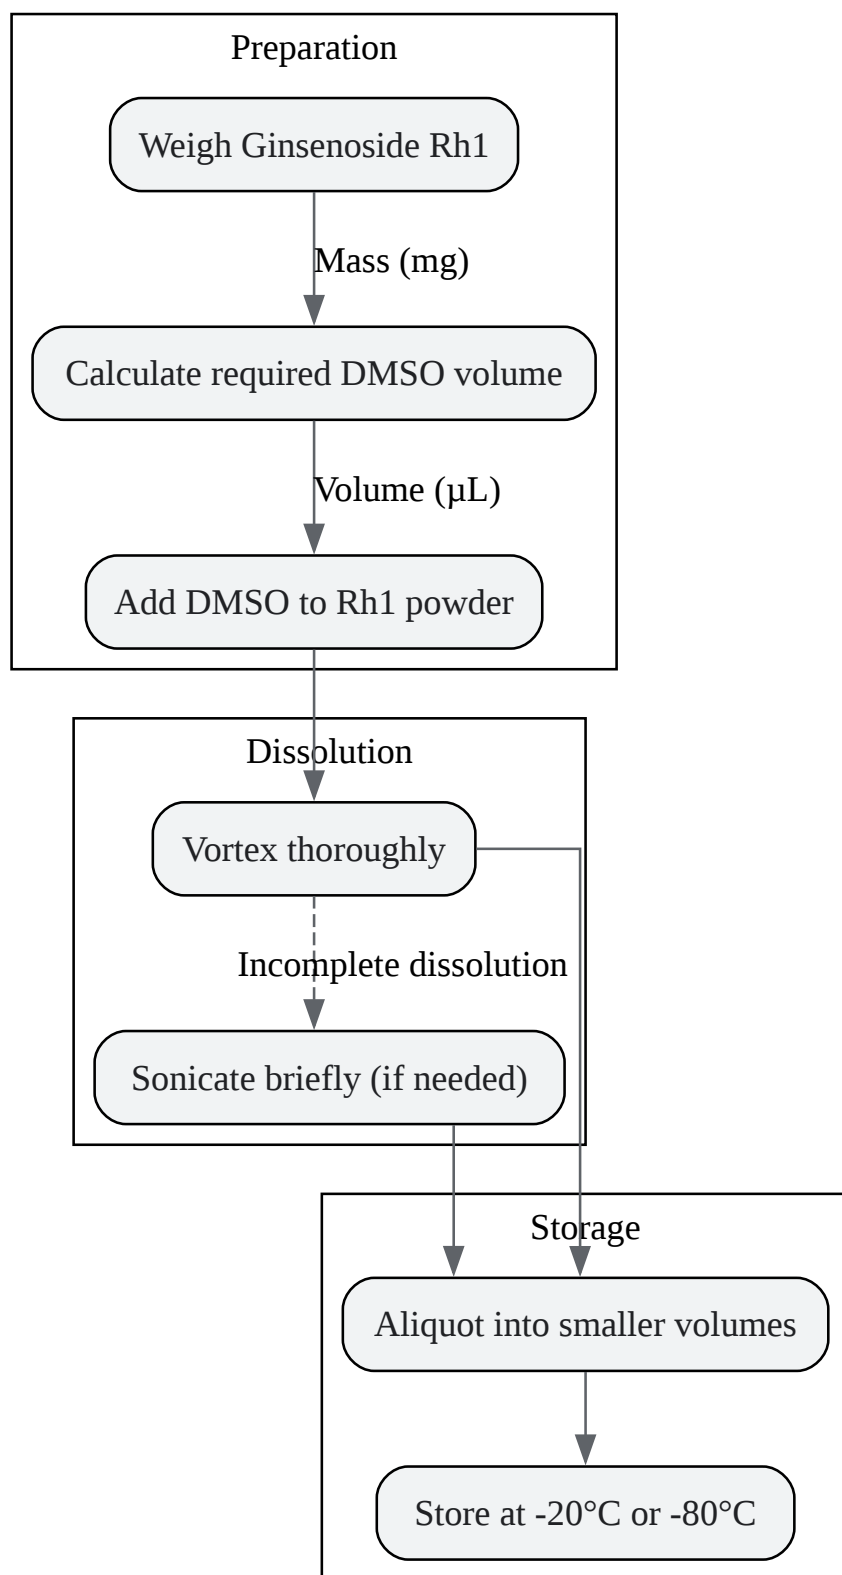 Preparation
Weigh Ginsenoside Rh1
Mass (mg)
Calculate required DMSO volume
Volume (µL)
Add DMSO to Rh1 powder
Dissolution
Vortex thoroughly
Incomplete dissolution
Sonicate briefly (if needed)
Storage
Aliquot into smaller volumes
Store at -20°C or -80°C